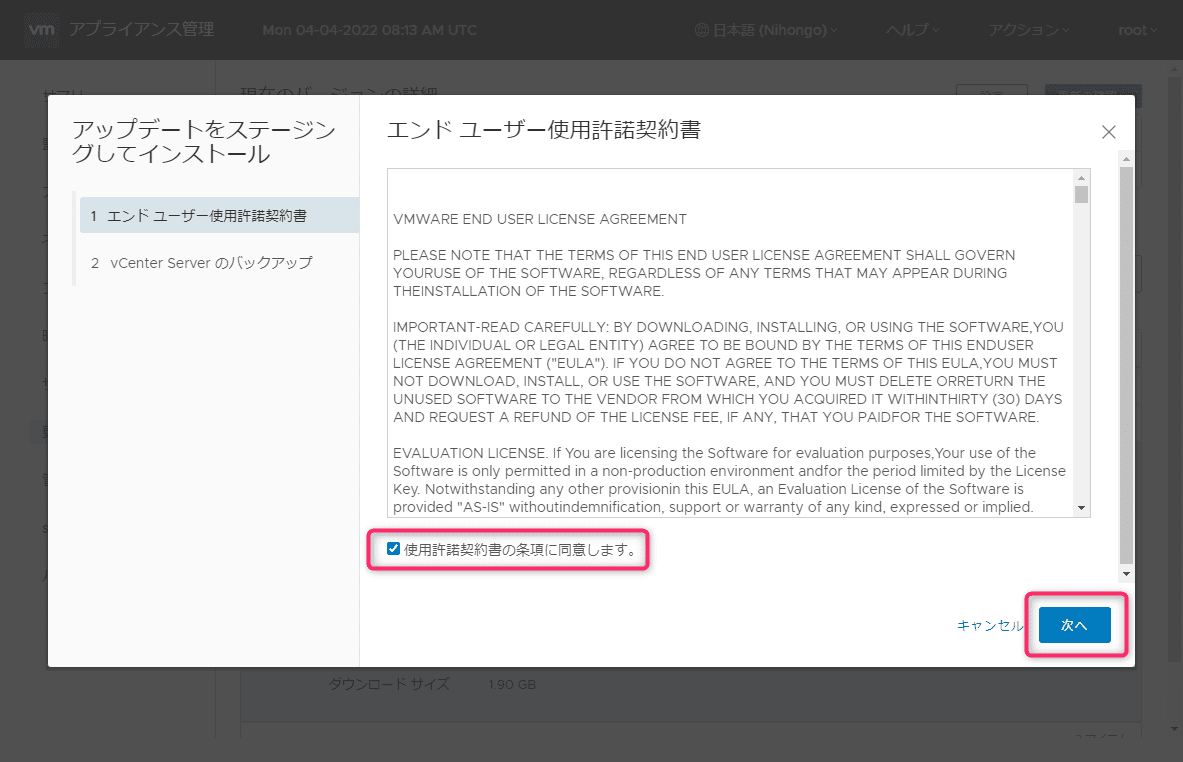 vm アプライアンス管理 Mon 04-04-2022 08:13 AM UTC 日本語 (Nihongo) ヘルプ アクション root
現在のバージョンの詳細
アップデートをステージン
グしてインストール
1 エンド ユーザー使用許諾契約書
2 vCenter Server のバックアップ
エンド ユーザー使用許諾契約書
VMWARE END USER LICENSE AGREEMENT
PLEASE NOTE THAT THE TERMS OF THIS END USER LICENSE AGREEMENT SHALL GOVERN
YOURUSE OF THE SOFTWARE, REGARDLESS OF ANY TERMS THAT MAY APPEAR DURING
THEINSTALLATION OF THE SOFTWARE.
IMPORTANT-READ CAREFULLY: BY DOWNLOADING, INSTALLING, OR USING THE SOFTWARE,YOU
(THE INDIVIDUAL OR LEGAL ENTITY) AGREE TO BE BOUND BY THE TERMS OF THIS ENDUSER
LICENSE AGREEMENT ("EULA"). IF YOU DO NOT AGREE TO THE TERMS OF THIS EULA,YOU MUST
NOT DOWNLOAD, INSTALL, OR USE THE SOFTWARE, AND YOU MUST DELETE ORRETURN THE
UNUSED SOFTWARE TO THE VENDOR FROM WHICH YOU ACQUIRED IT WITHINTHIRTY (30) DAYS
AND REQUEST A REFUND OF THE LICENSE FEE, IF ANY, THAT YOU PAIDFOR THE SOFTWARE.
EVALUATION LICENSE. If You are licensing the Software for evaluation purposes,Your use of the
Software is only permitted in a non-production environment andfor the period limited by the License
Key. Notwithstanding any other provisionin this EULA, an Evaluation License of the Software is
provided "AS-IS" withoutindemnification, support or warranty of any kind, expressed or implied.
使用許諾契約書の条項に同意します。
キャンセル 次へ
ダウンロード サイズ 1.90 GB